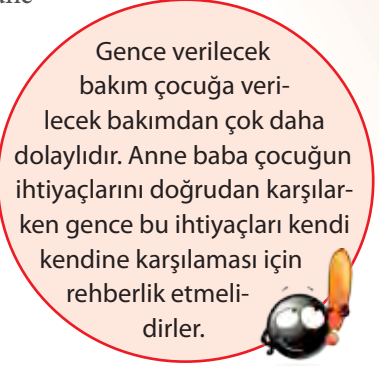 Gence verilecek
bakım çocuğa veri-
lecek bakımdan çok daha
dolaylıdır. Anne baba çocuğun
ihtiyaçlarını doğrudan karşılar-
ken gence bu ihtiyaçları kendi
kendine karşılaması için
rehberlik etmeli-
dirler.